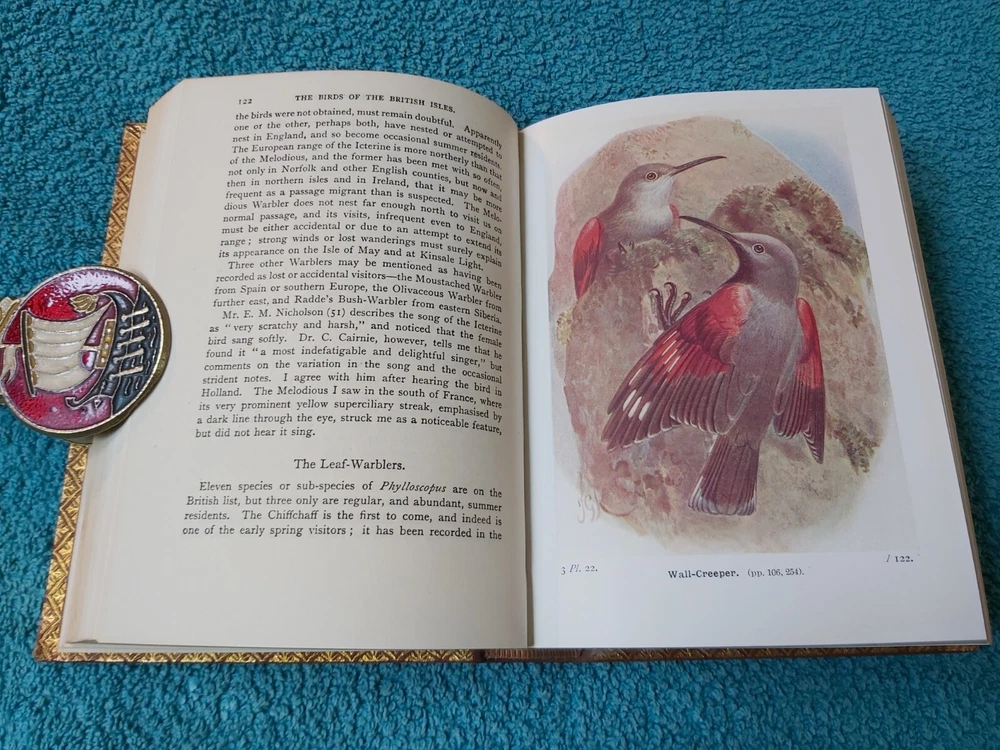 122 THE BIRDS OF THE BRITISH ISLES.
the birds were not obtained, must remain doubtful. Apparently
one or the other, perhaps both, have nested or attempted to
nest in England, and so become occasional summer residents.
The European range of the Icterine is more northerly than that
of the Melodious, and the former has been met with so often,
not only in Norfolk and other English counties, but now and
then in northern isles and in Ireland, that it may be more
frequent as a passage migrant than is suspected. The Melo-
dious Warbler does not nest far enough north to visit us on
normal passage, and its visits, infrequent even to England,
must be either accidental or due to an attempt to extend its
range; strong winds or lost wanderings must surely explain
its appearance on the Isle of May and at Kinsale Light.
Three other Warblers may be mentioned as having been
recorded as lost or accidental visitors—the Moustached Warbler
from Spain or southern Europe, the Olivaceous Warbler from
further east, and Radde's Bush-Warbler from eastern Siberia.
Mr. E. M. Nicholson (51) describes the song of the Icterine
as "very scratchy and harsh," and noticed that the female
bird sang softly. Dr. C. Cairnie, however, tells me that he
found it "a most indefatigable and delightful singer," but
comments on the variation in the song and the occasional
strident notes. I agree with him after hearing the bird in
Holland. The Melodious I saw in the south of France, where
its very prominent yellow superciliary streak, emphasised by
a dark line through the eye, struck me as a noticeable feature,
but did not hear it sing.
The Leaf-Warblers.
Eleven species or sub-species of Phylloscopus are on the
British list, but three only are regular, and abundant, summer
residents. The Chiffchaff is the first to come, and indeed is
one of the early spring visitors; it has been recorded in the
3 Pl. 22.
122.
Wall-Creeper. (pp. 106, 254).